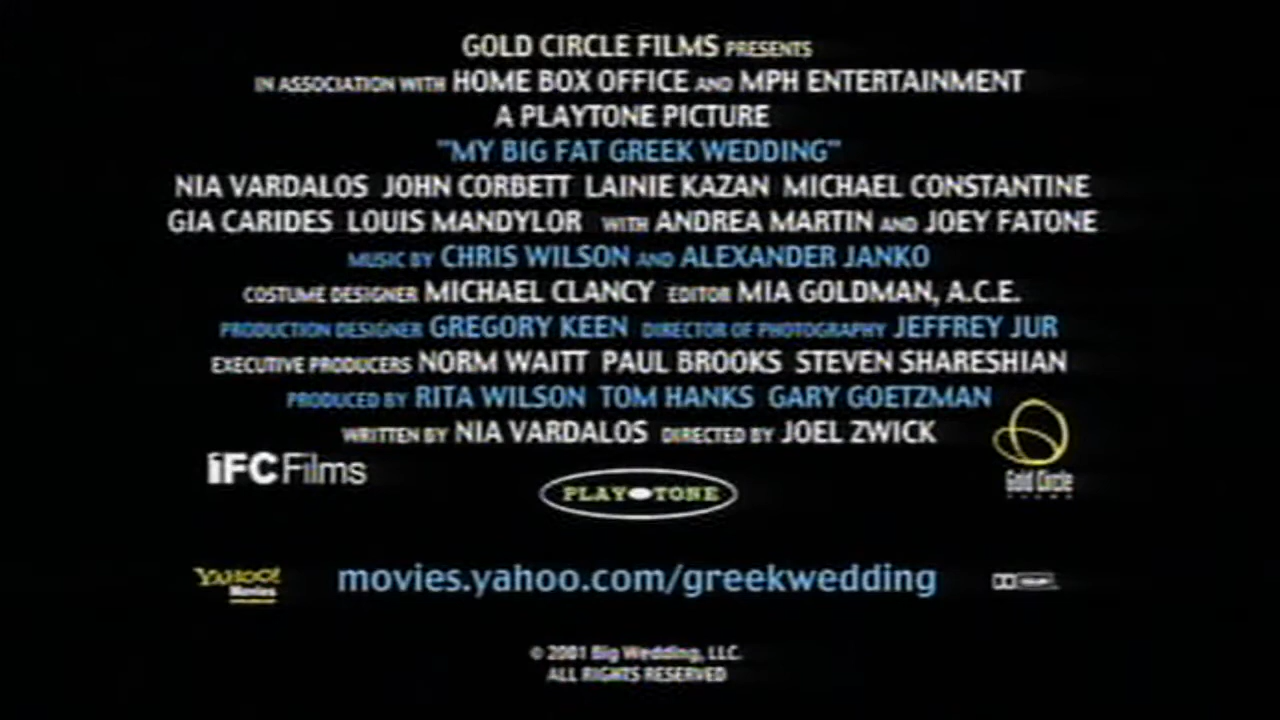 GOLD CIRCLE FILMS PRESENTS
IN ASSOCIATION WITH HOME BOX OFFICE AND MPH ENTERTAINMENT
A PLAYTONE PICTURE
"MY BIG FAT GREEK WEDDING"
NIA VARDALOS JOHN CORBETT LAINIE KAZAN MICHAEL CONSTANTINE
GIA CARIDES LOUIS MANDYLOR WITH ANDREA MARTIN AND JOEY FATONE
MUSIC BY CHRIS WILSON AND ALEXANDER JANKO
COSTUME DESIGNER MICHAEL CLANCY EDITOR MIA GOLDMAN, A.C.E.
PRODUCTION DESIGNER GREGORY KEEN DIRECTOR OF PHOTOGRAPHY JEFFREY JUR
EXECUTIVE PRODUCERS NORM WAITT PAUL BROOKS STEVEN SHARESHIAN
PRODUCED BY RITA WILSON TOM HANKS GARY GOETZMAN
WRITTEN BY NIA VARDALOS DIRECTED BY JOEL ZWICK
iFC Films
PLAY TONE
Gold Circle
YAHOO!
Movies
movies.yahoo.com/greekwedding
© 2001 Big Wedding, LLC.
ALL RIGHTS RESERVED